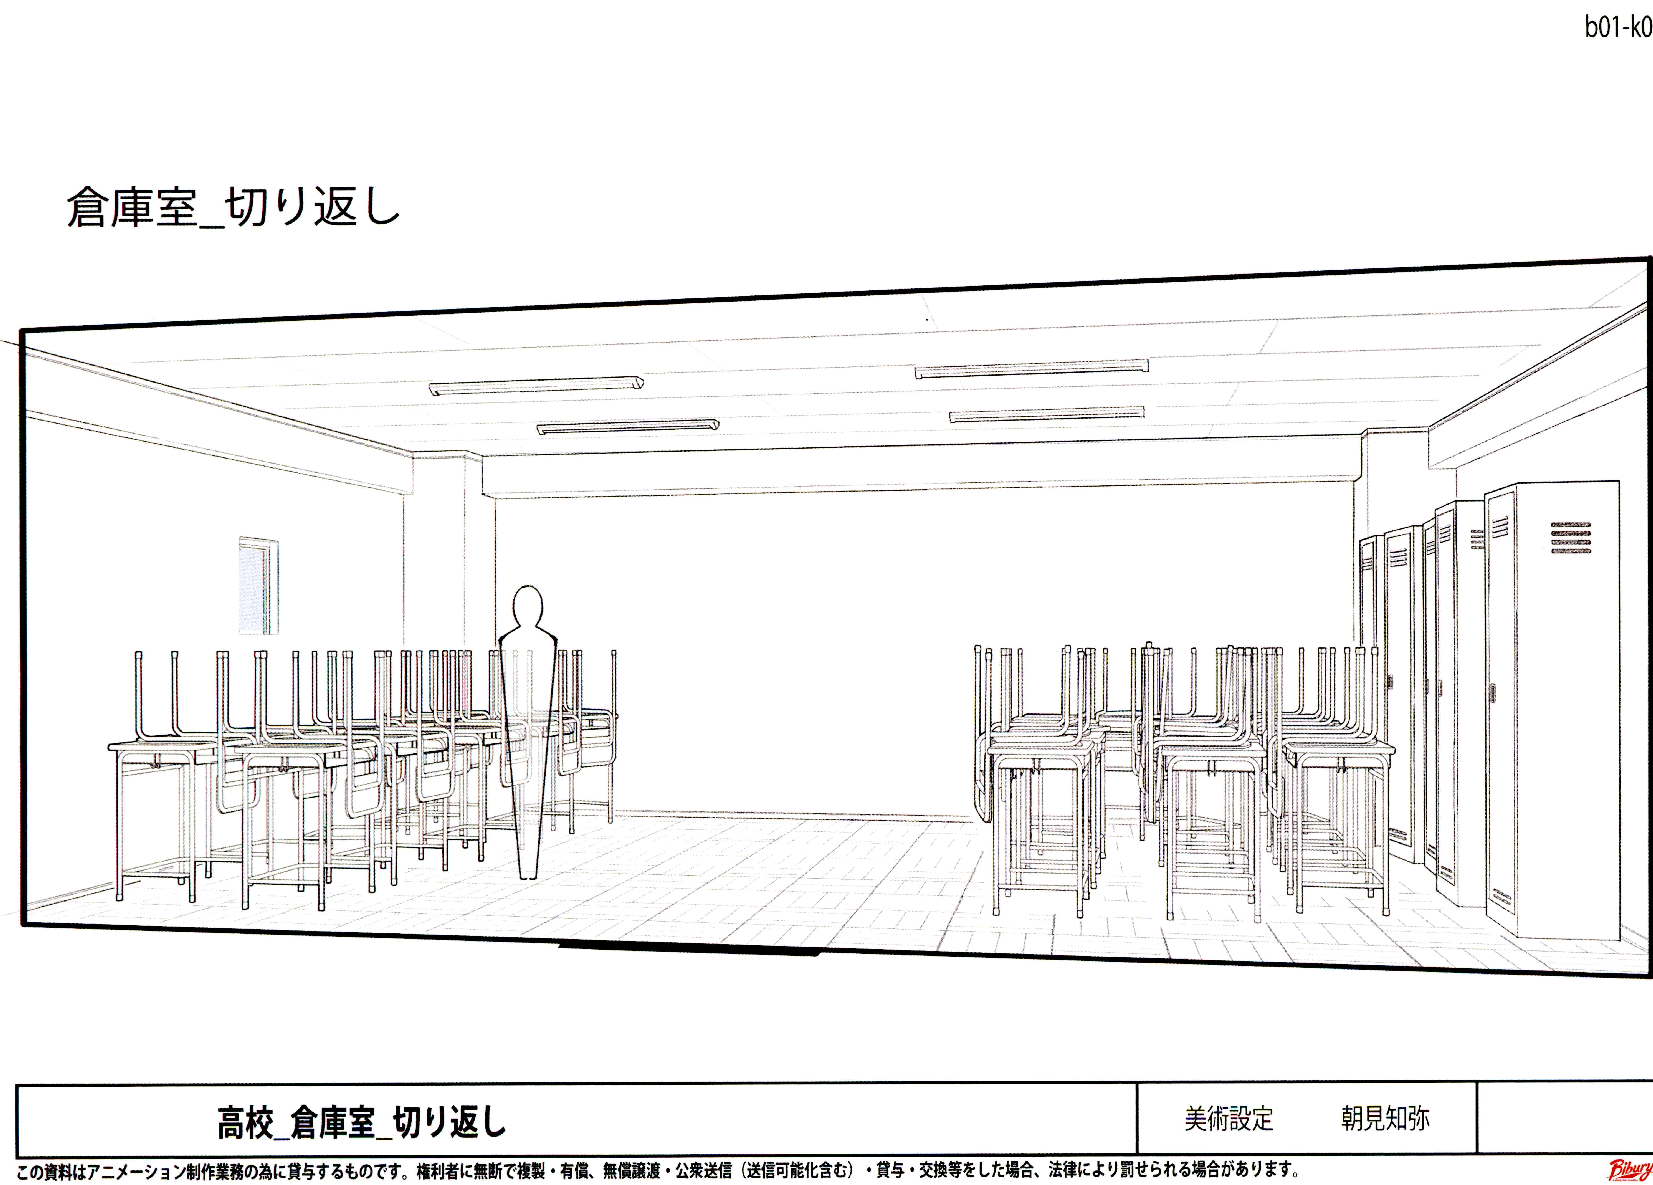 b01-k0
倉庫室_切り返し
高校_倉庫室_切り返し
美術設定 朝見知弥
この資料はアニメーション制作業務の為に貸与するものです。権利者に無断で複製・有償、無償譲渡・公衆送信（送信可能化含む）・貸与・交換等をした場合、法律により罰せられる場合があります。
Bibury